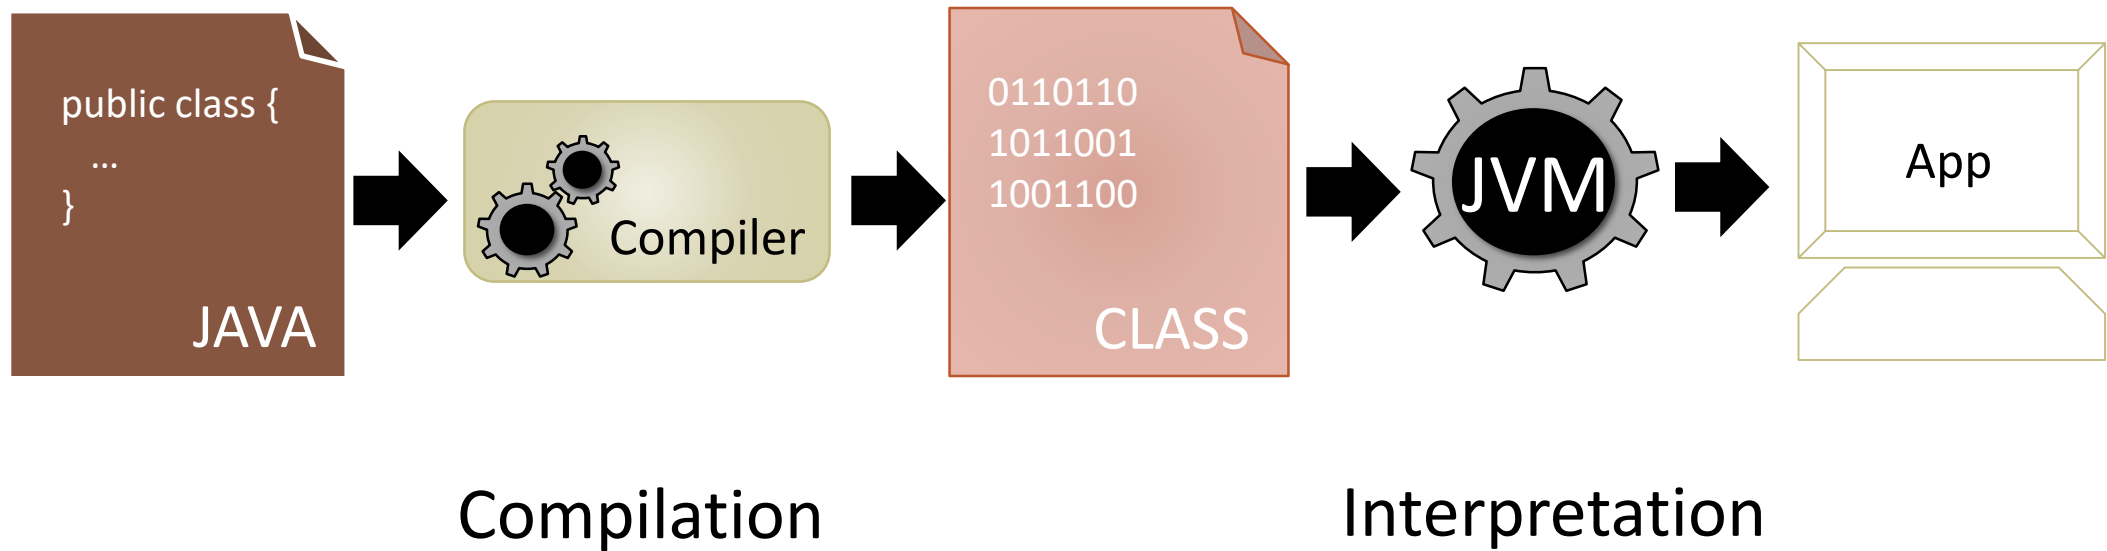 public class {
...
}
JAVA
Compiler
0110110
1011001
1001100
CLASS
JVM
App
Compilation
Interpretation